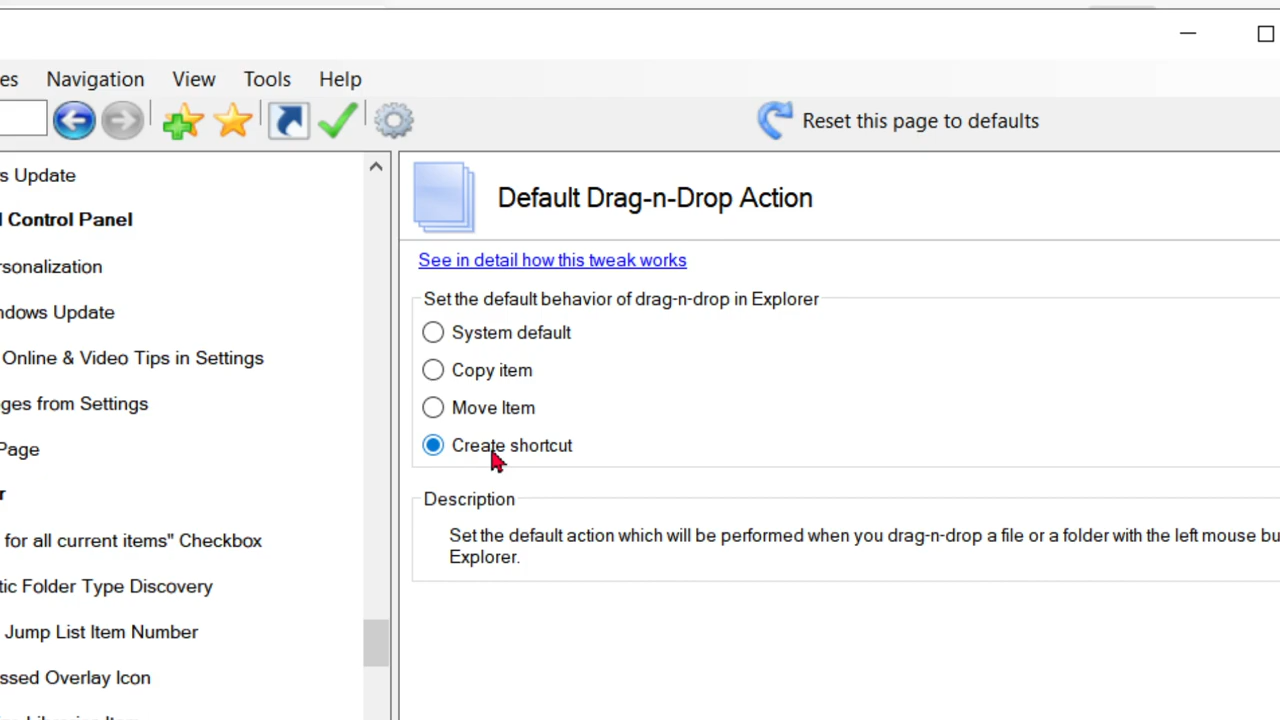 es Navigation View Tools Help
Reset this page to defaults
s Update
l Control Panel
rsonalization
ndows Update
Online & Video Tips in Settings
ges from Settings
Page
r
for all current items" Checkbox
tic Folder Type Discovery
Jump List Item Number
ssed Overlay Icon
Default Drag-n-Drop Action
See in detail how this tweak works
Set the default behavior of drag-n-drop in Explorer
System default
Copy item
Move Item
Create shortcut
Description
Set the default action which will be performed when you drag-n-drop a file or a folder with the left mouse bu
Explorer.